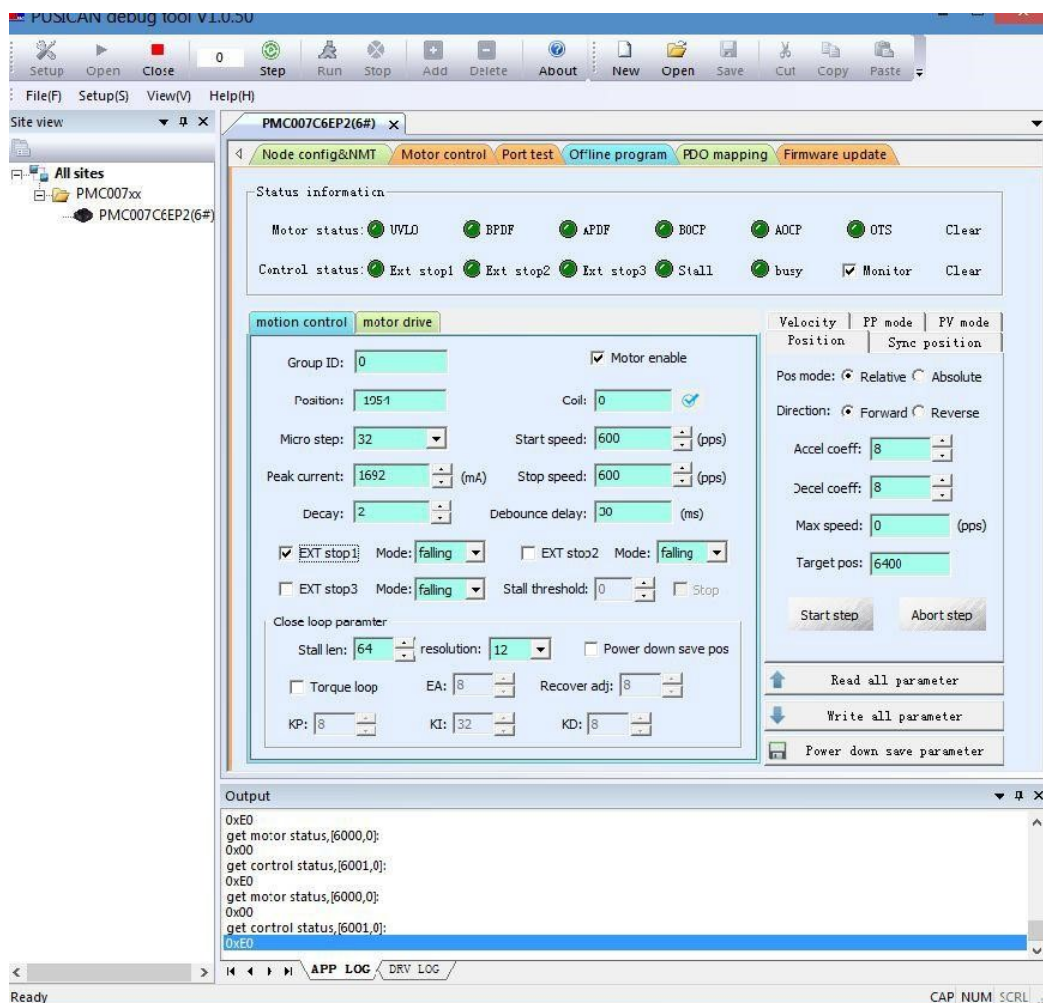 PUSICAN debug tool V1.0.50
0
Setup Open Close Step Run Stop Add Delete About New Open Save Cut Copy Paste
File(F) Setup(S) View(V) Help(H)
Site view
All sites
PMC007xx
PMC007C6EP2(6#)
PMC007C6EP2(6#)
Node config&NMT Motor control Port test Offline program PDO mapping Firmware update
Status information
Motor status: UVLO BPDF APDF BOCP AOCP OTS Clear
Control status: Ext stop1 Ext stop2 Ext stop3 Stall busy Monitor Clear
motion control motor drive
Group ID: 0 Motor enable
Position: 1954 Coil: 0
Micro step: 32 Start speed: 600 (pps)
Peak current: 1692 (mA) Stop speed: 600 (pps)
Decay: 2 Debounce delay: 30 (ms)
EXT stop1 Mode: falling EXT stop2 Mode: falling
EXT stop3 Mode: falling Stall threshold: 0 Stop
Close loop paramter
Stall len: 64 resolution: 12 Power down save pos
Torque loop EA: 8 Recover adj: 8
KP: 8 KI: 32 KD: 8
Velocity PP mode PV mode
Position Sync position
Pos mode: Relative Absolute
Direction: Forward Reverse
Accel coeff: 8
Decel coeff: 8
Max speed: 0 (pps)
Target pos: 6400
Start step Abort step
Read all parameter
Write all parameter
Power down save parameter
Output
0xE0
get motor status,[6000,0]:
0x00
get control status,[6001,0]:
0xE0
get motor status,[6000,0]:
0x00
get control status,[6001,0]:
0xE0
APP LOG DRV LOG
Ready CAP NUM SCRL